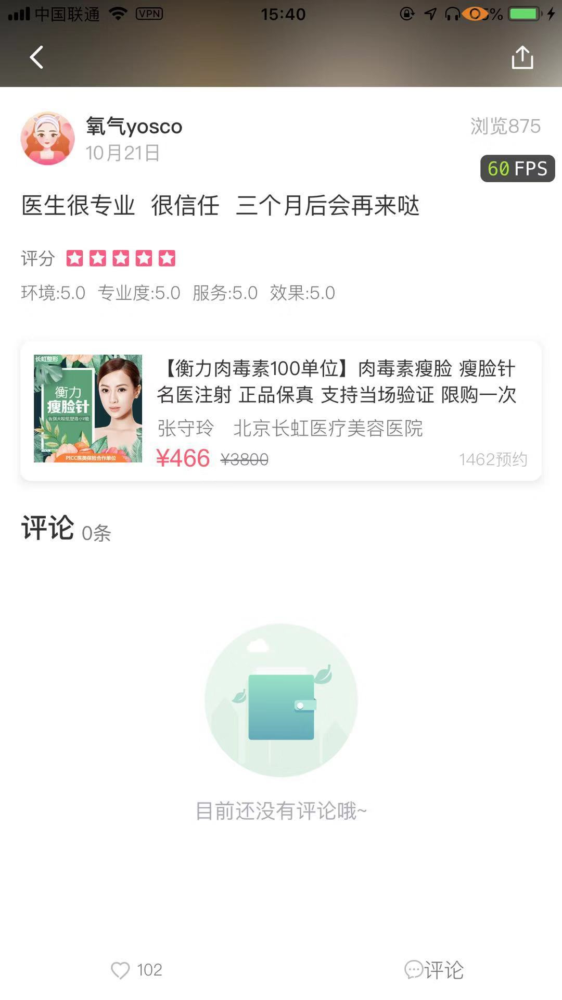 中国联通 VPN 15:40 5%
氧气yosco
浏览875
10月21日
60 FPS
医生很专业 很信任 三个月后会再来哒
评分
环境:5.0 专业度:5.0 服务:5.0 效果:5.0
长虹整形
衡力
瘦脸针
告别大咬肌塑造小V脸
PICC医美保险合作单位
【衡力肉毒素100单位】肉毒素瘦脸 瘦脸针
名医注射 正品保真 支持当场验证 限购一次
张守玲 北京长虹医疗美容医院
¥466 ¥3800 1462预约
评论 0条
目前还没有评论哦~
102 评论